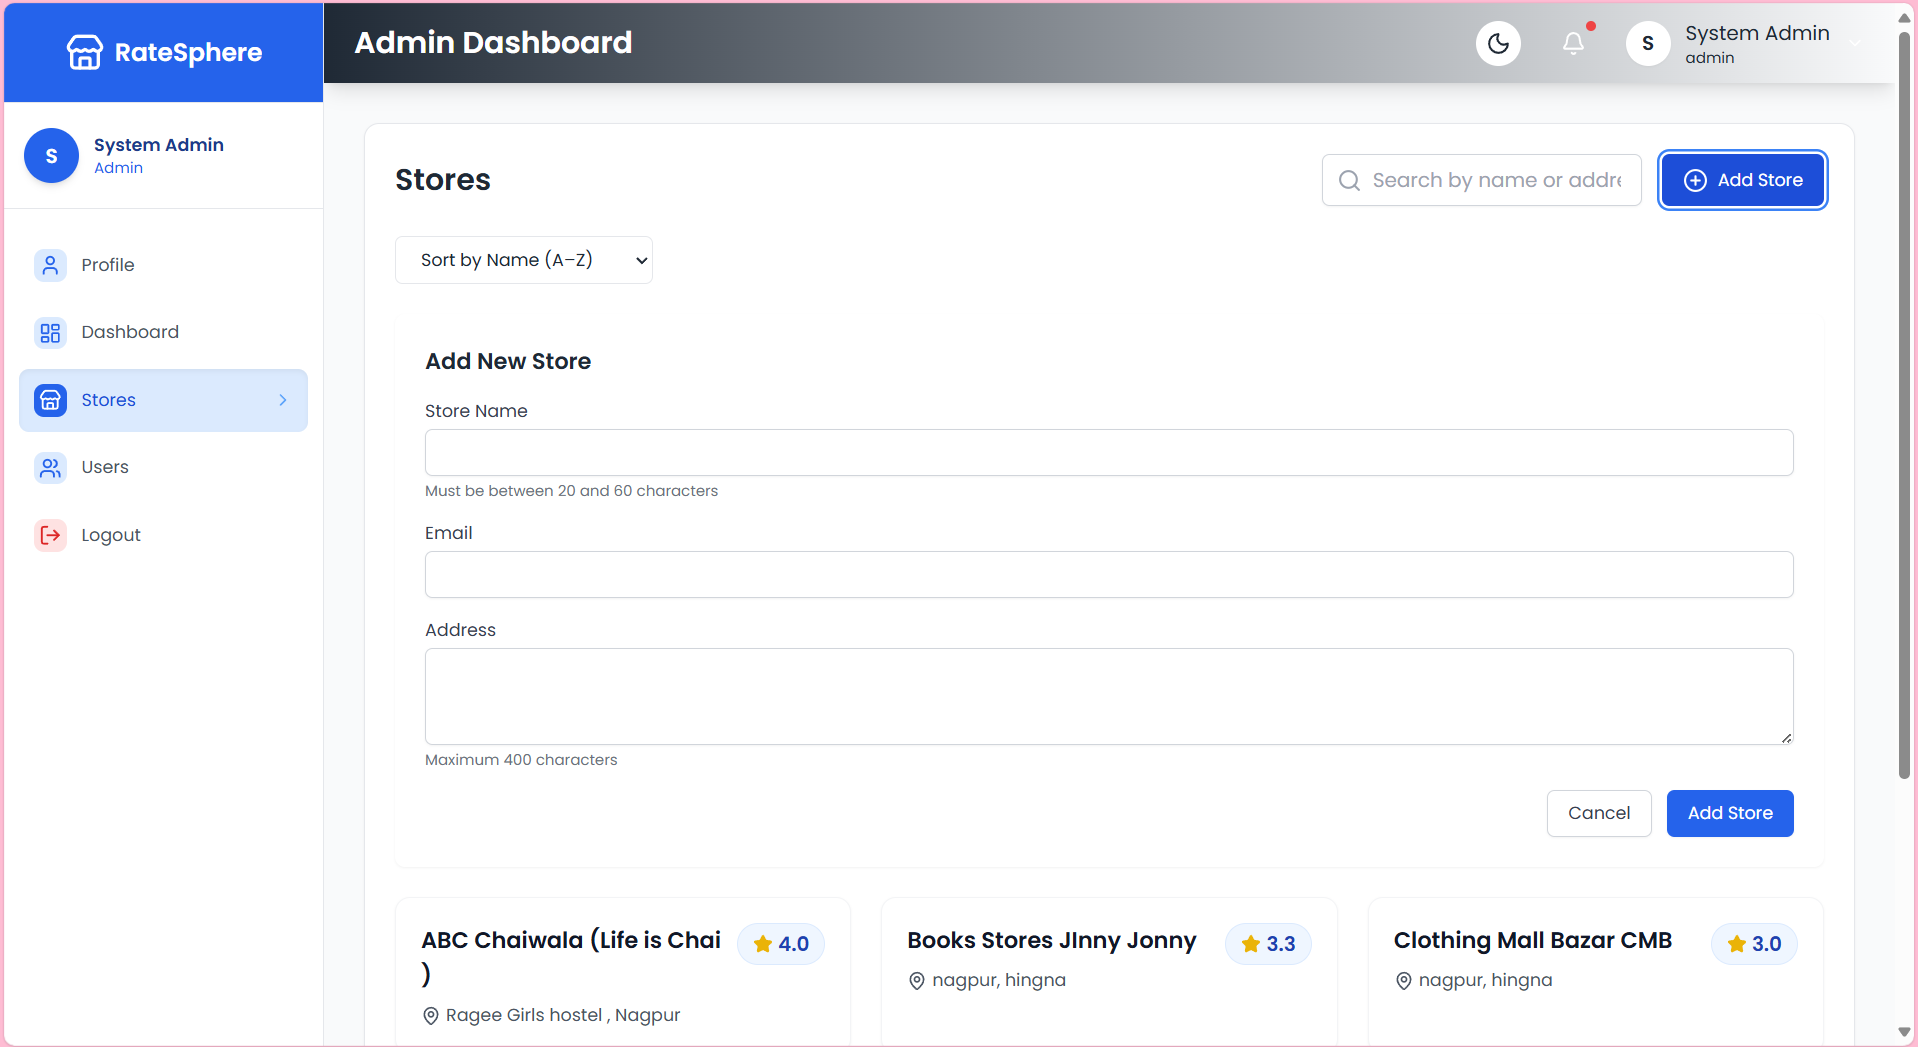 RateSphere
Admin Dashboard
S
System Admin
admin
S
System Admin
Admin
Profile
Dashboard
Stores
Users
Logout
Stores
Search by name or addre
Add Store
Sort by Name (A–Z)
Add New Store
Store Name
Must be between 20 and 60 characters
Email
Address
Maximum 400 characters
Cancel
Add Store
ABC Chaiwala (Life is Chai
)
4.0
Ragee Girls hostel , Nagpur
Books Stores JInny Jonny
3.3
nagpur, hingna
Clothing Mall Bazar CMB
3.0
nagpur, hingna